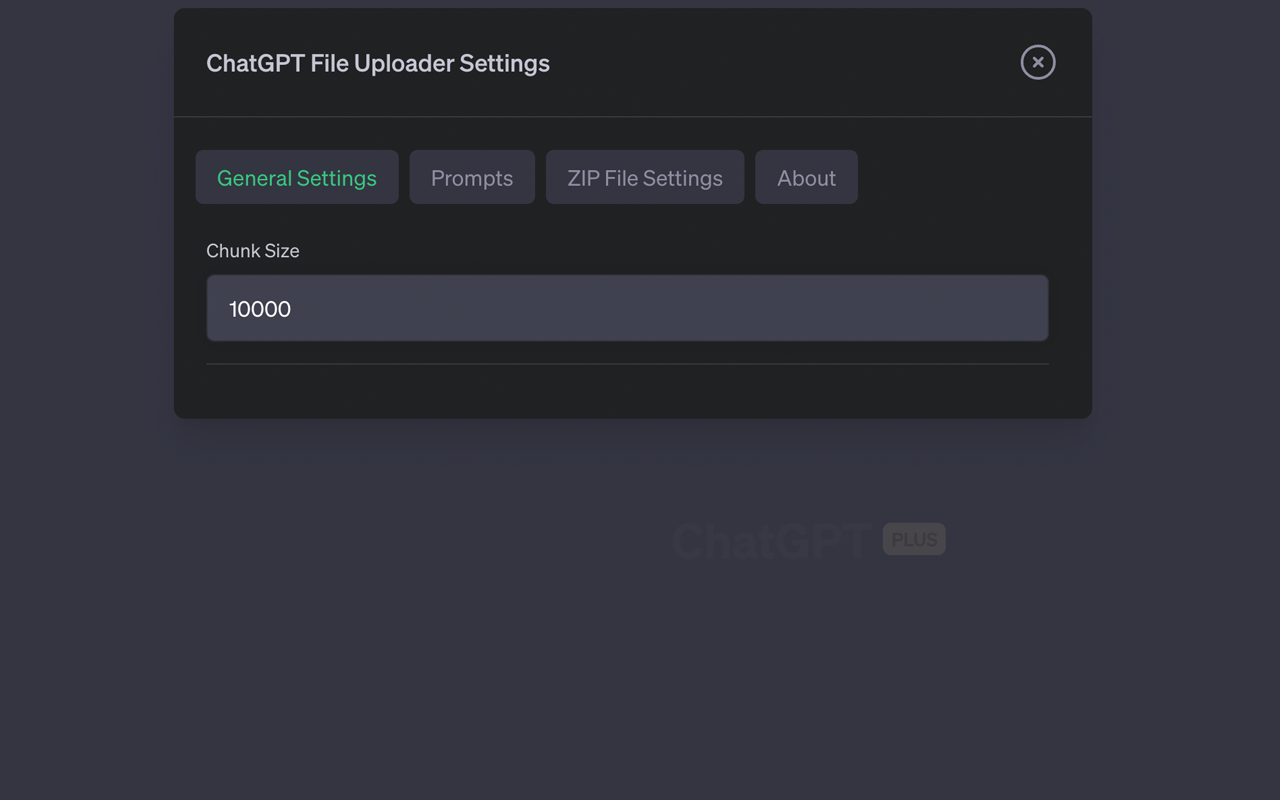 ChatGPT File Uploader Settings
General Settings Prompts ZIP File Settings About
Chunk Size
10000
ChatGPT PLUS